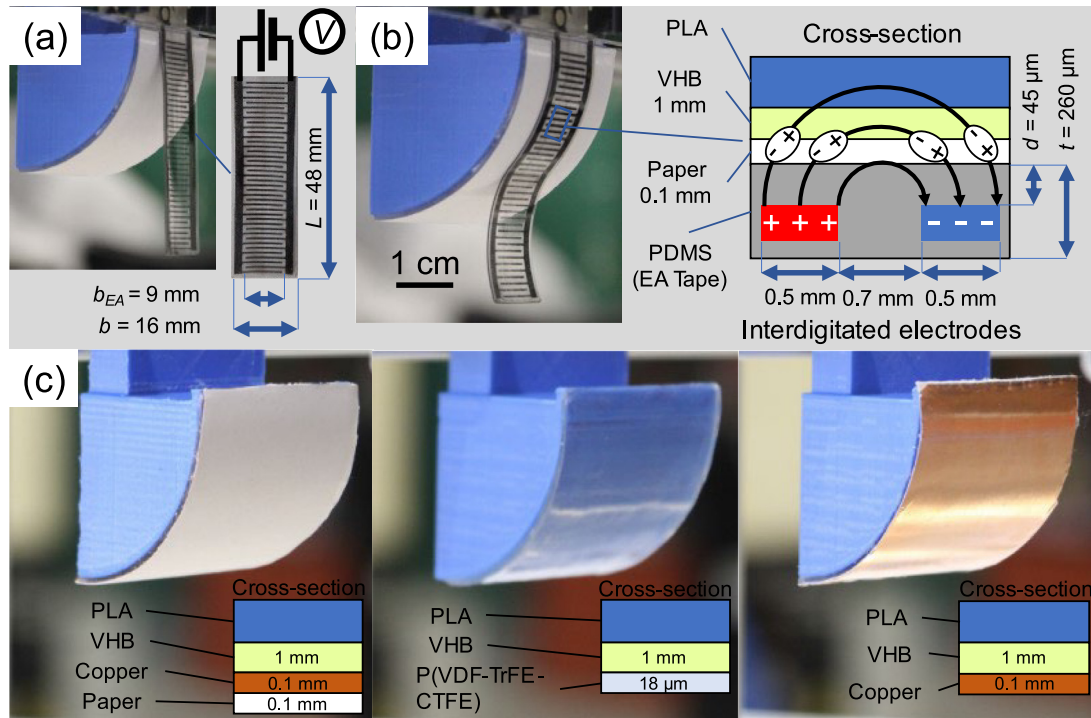 (a)
V
L = 48 mm
b_EA = 9 mm
b = 16 mm
(b)
1 cm
Cross-section
PLA
VHB
1 mm
Paper
0.1 mm
PDMS
(EA Tape)
- + - + - + - +
+ + +
- - -
d = 45 µm
t = 260 µm
0.5 mm
0.7 mm
0.5 mm
Interdigitated electrodes
(c)
Cross-section
PLA
VHB
Copper
Paper
1 mm
0.1 mm
0.1 mm
Cross-section
PLA
VHB
P(VDF-TrFE-
CTFE)
1 mm
18 µm
Cross-section
PLA
VHB
Copper
1 mm
0.1 mm